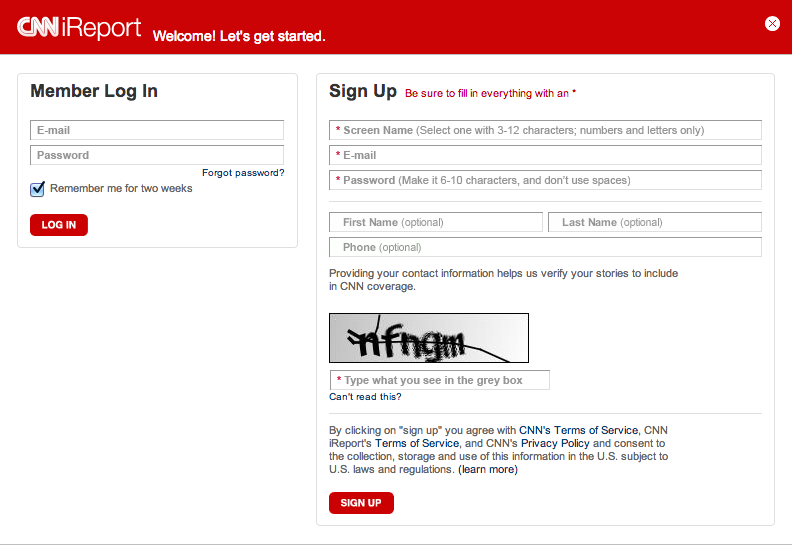 CNN iReport Welcome! Let's get started.
Member Log In
E-mail
Password
Forgot password?
Remember me for two weeks
LOG IN
Sign Up Be sure to fill in everything with an *
* Screen Name (Select one with 3-12 characters; numbers and letters only)
* E-mail
* Password (Make it 6-10 characters, and don't use spaces)
First Name (optional) Last Name (optional)
Phone (optional)
Providing your contact information helps us verify your stories to include
in CNN coverage.
* Type what you see in the grey box
Can't read this?
By clicking on "sign up" you agree with CNN's Terms of Service, CNN
iReport's Terms of Service, and CNN's Privacy Policy and consent to
the collection, storage and use of this information in the U.S. subject to
U.S. laws and regulations. (learn more)
SIGN UP